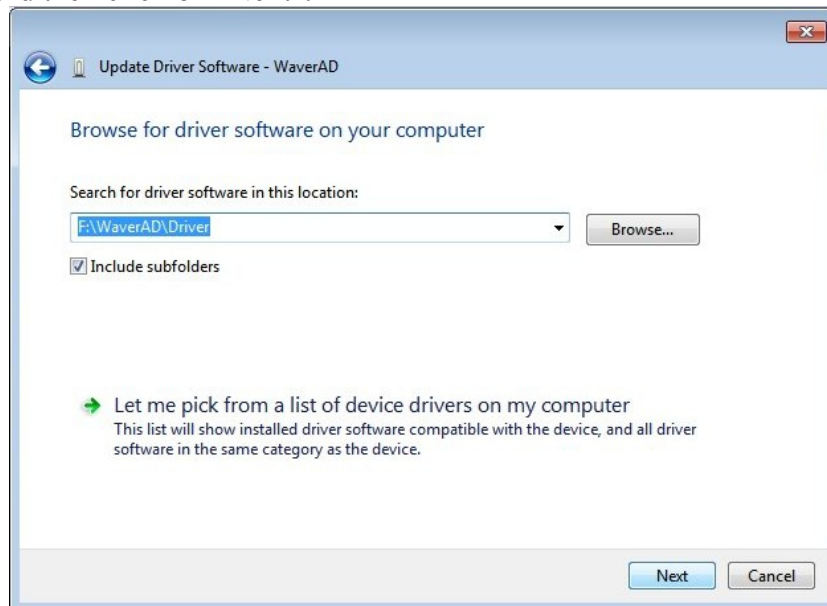 Update Driver Software - WaverAD
Browse for driver software on your computer
Search for driver software in this location:
F:\WaverAD\Driver
Browse...
Include subfolders
Let me pick from a list of device drivers on my computer
This list will show installed driver software compatible with the device, and all driver
software in the same category as the device.
Next
Cancel